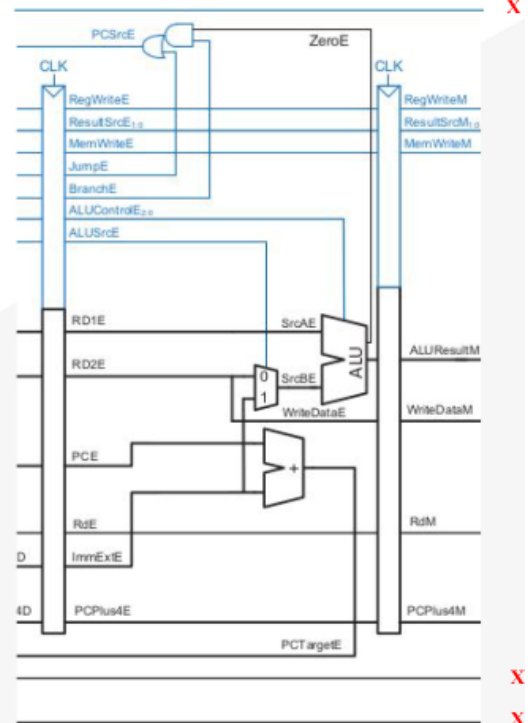 X
PCSrcE
ZeroE
CLK
CLK
RegWriteE
RegWriteM
ResultSrcE1:0
ResultSrcM1:0
MemWriteE
MemWriteM
JumpE
BranchE
ALUControlE2:0
ALUSrcE
RD1E
SrcAE
ALU
ALUResultM
RD2E
0
SrcBE
1
WriteDataE
WriteDataM
PCE
+
RdE
RdM
D
ImmExtE
4D
PCPlus4E
PCPlus4M
PCTargetE
X
X